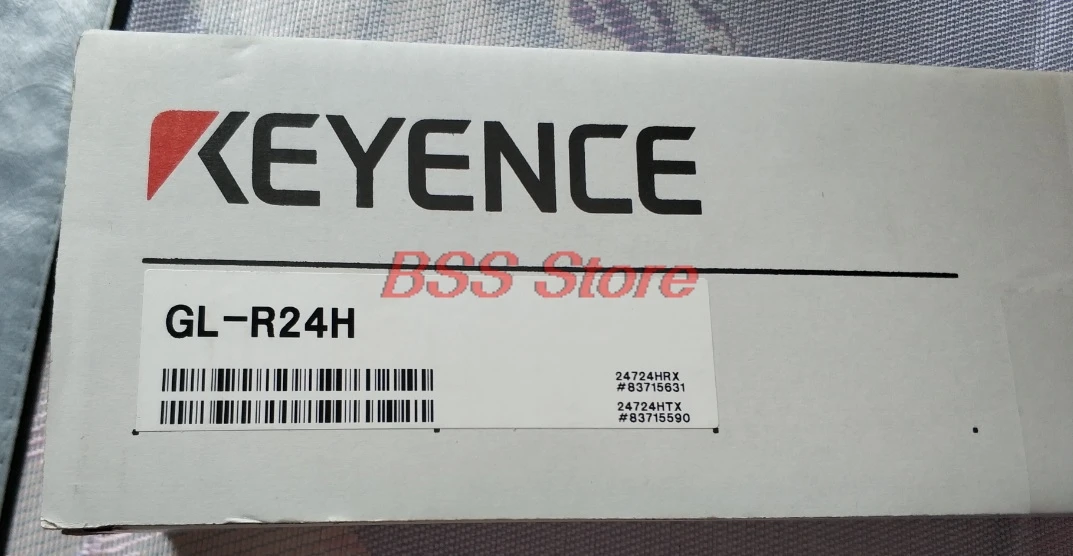 KEYENCE
BSS Store
GL-R24H
24724HRX
#83715631
24724HTX
#83715590